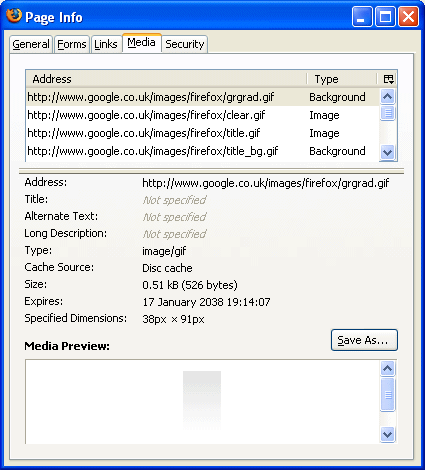 Page Info
General Forms Links Media Security
Address Type
http://www.google.co.uk/images/firefox/grgrad.gif Background
http://www.google.co.uk/images/firefox/clear.gif Image
http://www.google.co.uk/images/firefox/title.gif Image
http://www.google.co.uk/images/firefox/title_bg.gif Background
Address: http://www.google.co.uk/images/firefox/grgrad.gif
Title: Not specified
Alternate Text: Not specified
Long Description: Not specified
Type: image/gif
Cache Source: Disc cache
Size: 0.51 kB (526 bytes)
Expires: 17 January 2038 19:14:07
Specified Dimensions: 38px × 91px
Save As...
Media Preview: